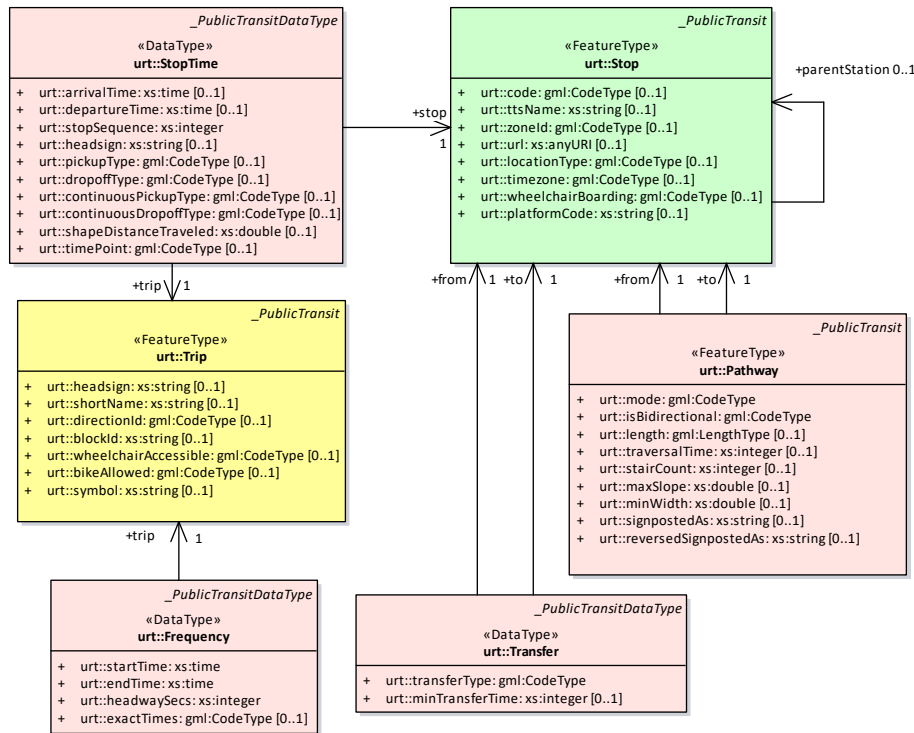 _PublicTransitDataType
«DataType»
urt::StopTime
+ urt::arrivalTime: xs:time [0..1]
+ urt::departureTime: xs:time [0..1]
+ urt::stopSequence: xs:integer
+ urt::headsign: xs:string [0..1]
+ urt::pickupType: gml:CodeType [0..1]
+ urt::dropoffType: gml:CodeType [0..1]
+ urt::continuousPickupType: gml:CodeType [0..1]
+ urt::continuousDropoffType: gml:CodeType [0..1]
+ urt::shapeDistanceTraveled: xs:double [0..1]
+ urt::timePoint: gml:CodeType [0..1]
+stop
1
_PublicTransit
«FeatureType»
urt::Stop
+ urt::code: gml:CodeType [0..1]
+ urt::ttsName: xs:string [0..1]
+ urt::zoneId: gml:CodeType [0..1]
+ urt::url: xs:anyURI [0..1]
+ urt::locationType: gml:CodeType [0..1]
+ urt::timezone: gml:CodeType [0..1]
+ urt::wheelchairBoarding: gml:CodeType [0..1]
+ urt::platformCode: xs:string [0..1]
+parentStation 0..1
+trip 1
+from 1 +to 1
+from 1 +to 1
_PublicTransit
«FeatureType»
urt::Trip
+ urt::headsign: xs:string [0..1]
+ urt::shortName: xs:string [0..1]
+ urt::directionId: gml:CodeType [0..1]
+ urt::blockId: xs:string [0..1]
+ urt::wheelchairAccessible: gml:CodeType [0..1]
+ urt::bikeAllowed: gml:CodeType [0..1]
+ urt::symbol: xs:string [0..1]
_PublicTransit
«FeatureType»
urt::Pathway
+ urt::mode: gml:CodeType
+ urt::isBidirectional: gml:CodeType
+ urt::length: gml:LengthType [0..1]
+ urt::traversalTime: xs:integer [0..1]
+ urt::stairCount: xs:integer [0..1]
+ urt::maxSlope: xs:double [0..1]
+ urt::minWidth: xs:double [0..1]
+ urt::signpostedAs: xs:string [0..1]
+ urt::reversedSignpostedAs: xs:string [0..1]
+trip 1
_PublicTransitDataType
«DataType»
urt::Frequency
+ urt::startTime: xs:time
+ urt::endTime: xs:time
+ urt::headwaySecs: xs:integer
+ urt::exactTimes: gml:CodeType [0..1]
_PublicTransitDataType
«DataType»
urt::Transfer
+ urt::transferType: gml:CodeType
+ urt::minTransferTime: xs:integer [0..1]